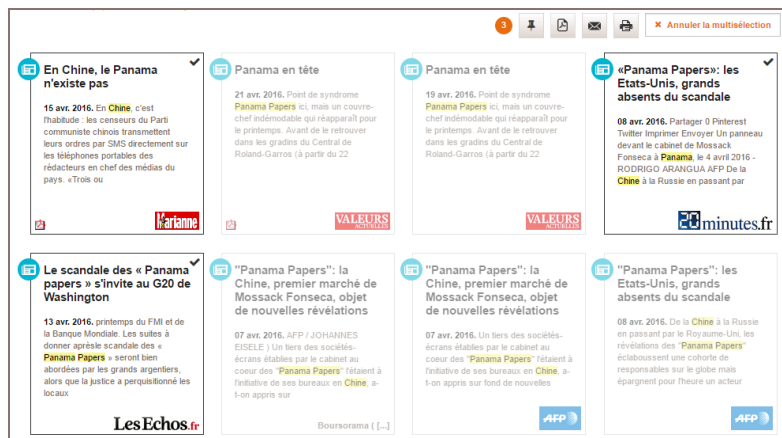 3
✖ Annuler la multisélection
En Chine, le Panama
n'existe pas
15 avr. 2016. En Chine, c'est
l'habitude : les censeurs du Parti
communiste chinois transmettent
leurs ordres par SMS directement sur
les téléphones portables des
rédacteurs en chef des médias du
pays. «Trois ou
Marianne
Panama en tête
21 avr. 2016. Point de syndrome
Panama Papers ici, mais un couvre-
chef indémodable qui réapparaît pour
le printemps. Avant de le retrouver
dans les gradins du Central de
Roland-Garros (à partir du 22
VALEURS
ACTUELLES
Panama en tête
19 avr. 2016. Point de syndrome
Panama Papers ici, mais un couvre-
chef indémodable qui réapparaît pour
le printemps. Avant de le retrouver
dans les gradins du Central de
Roland-Garros (à partir du 22
VALEURS
ACTUELLES
«Panama Papers»: les
Etats-Unis, grands
absents du scandale
08 avr. 2016. Partager 0 Pinterest
Twitter Imprimer Envoyer Un panneau
devant le cabinet de Mossack
Fonseca à Panama, le 4 avril 2016 -
RODRIGO ARANGUA AFP De la
Chine à la Russie en passant par
20minutes.fr
Le scandale des « Panama
papers » s'invite au G20 de
Washington
13 avr. 2016. printemps du FMI et de
la Banque Mondiale. Les suites à
donner aprèsle scandale des «
Panama Papers » seront bien
abordées par les grands argentiers,
alors que la justice a perquisitionné les
locaux
LesEchos.fr
"Panama Papers": la
Chine, premier marché de
Mossack Fonseca, objet
de nouvelles révélations
07 avr. 2016. AFP / JOHANNES
EISELE ) Un tiers des sociétés-
écrans établies par le cabinet au
coeur des "Panama Papers" l'étaient à
l'initiative de ses bureaux en Chine, a-
t-on appris sur
Boursorama ( [...]
"Panama Papers": la
Chine, premier marché de
Mossack Fonseca, objet
de nouvelles révélations
07 avr. 2016. Un tiers des sociétés-
écrans établies par le cabinet au
coeur des "Panama Papers" l'étaient à
l'initiative de ses bureaux en Chine, a-
t-on appris sur fond de nouvelles
AFP
"Panama Papers": les
Etats-Unis, grands
absents du scandale
08 avr. 2016. De la Chine à la Russie
en passant par le Royaume-Uni, les
révélations des "Panama Papers"
éclaboussent une cohorte de
responsables sur le globe mais
épargnent pour l'heure un acteur
AFP